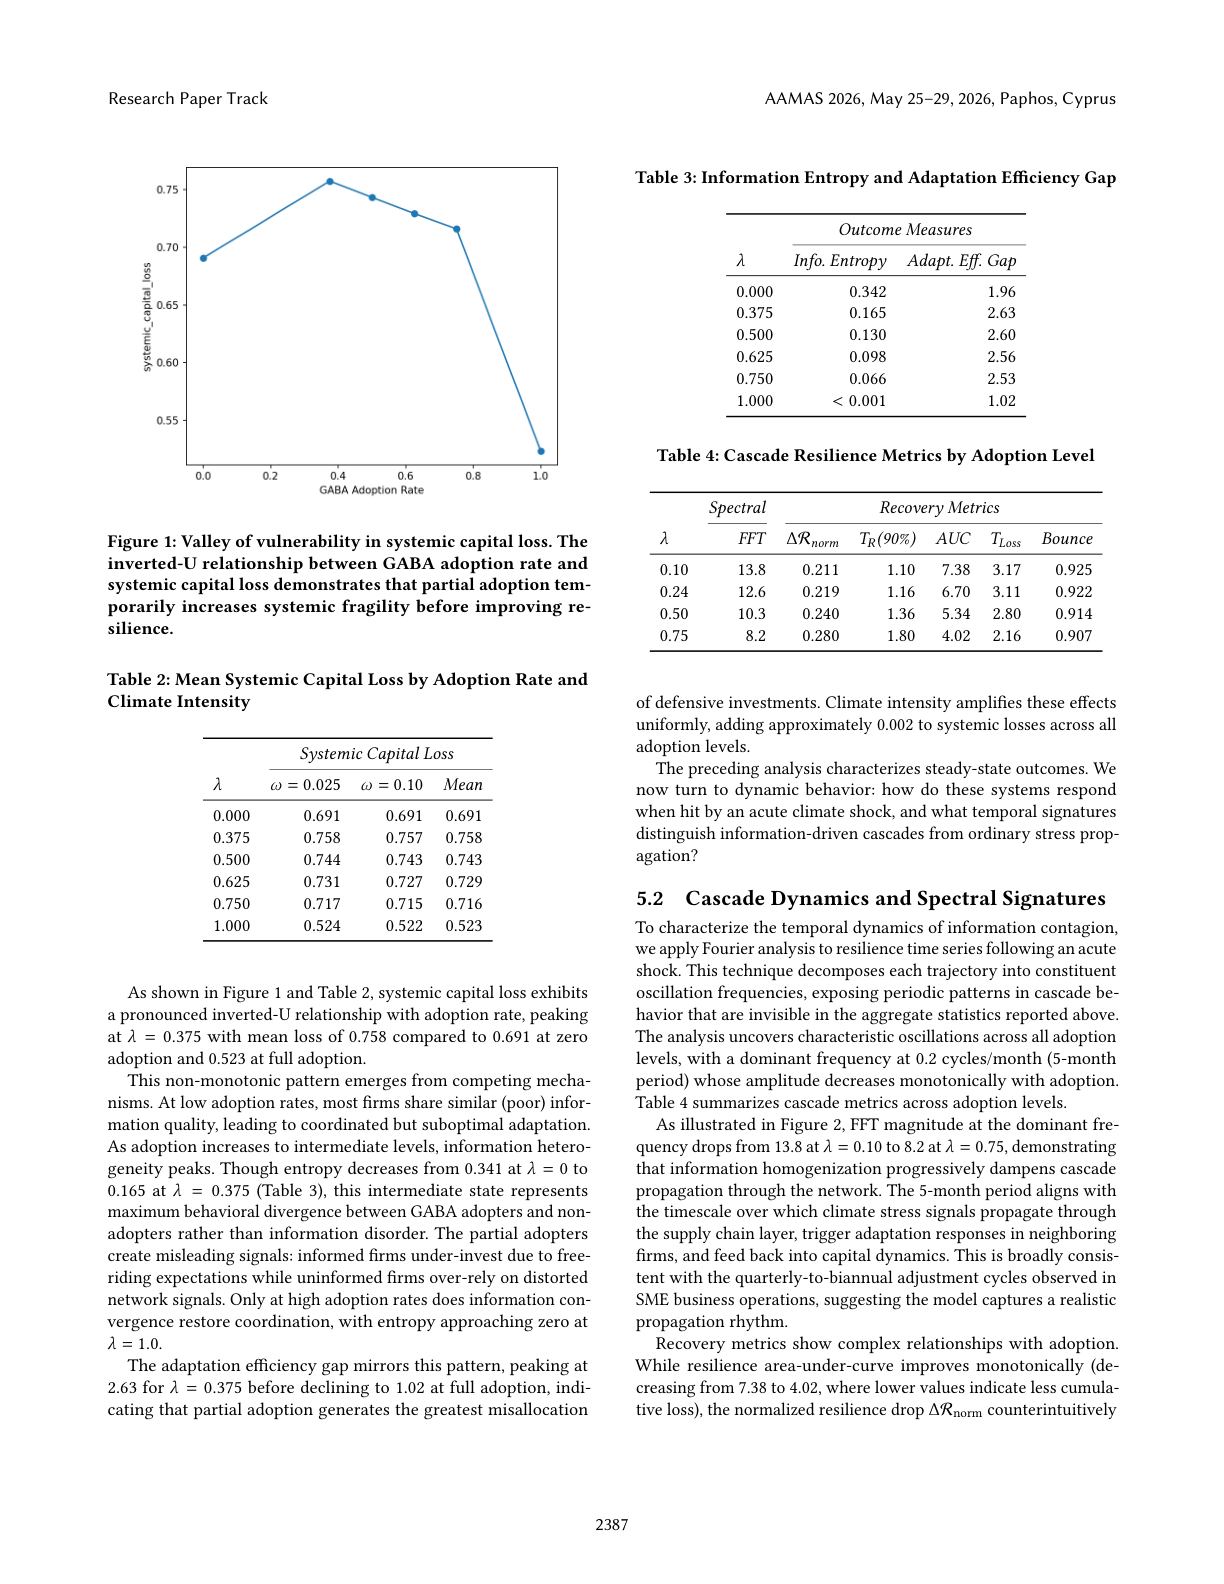 Research Paper Track
AAMAS 2026, May 25–29, 2026, Paphos, Cyprus
0.75
0.70
0.65
0.60
0.55
systemic_capital_loss
0.0 0.2 0.4 0.6 0.8 1.0
GABA Adoption Rate
Figure 1: Valley of vulnerability in systemic capital loss. The
inverted-U relationship between GABA adoption rate and
systemic capital loss demonstrates that partial adoption tem-
porarily increases systemic fragility before improving re-
silience.
Table 2: Mean Systemic Capital Loss by Adoption Rate and
Climate Intensity
Systemic Capital Loss
λ ω = 0.025 ω = 0.10 Mean
0.000 0.691 0.691 0.691
0.375 0.758 0.757 0.758
0.500 0.744 0.743 0.743
0.625 0.731 0.727 0.729
0.750 0.717 0.715 0.716
1.000 0.524 0.522 0.523
As shown in Figure 1 and Table 2, systemic capital loss exhibits
a pronounced inverted-U relationship with adoption rate, peaking
at λ = 0.375 with mean loss of 0.758 compared to 0.691 at zero
adoption and 0.523 at full adoption.
This non-monotonic pattern emerges from competing mecha-
nisms. At low adoption rates, most firms share similar (poor) infor-
mation quality, leading to coordinated but suboptimal adaptation.
As adoption increases to intermediate levels, information hetero-
geneity peaks. Though entropy decreases from 0.341 at λ = 0 to
0.165 at λ = 0.375 (Table 3), this intermediate state represents
maximum behavioral divergence between GABA adopters and non-
adopters rather than information disorder. The partial adopters
create misleading signals: informed firms under-invest due to free-
riding expectations while uninformed firms over-rely on distorted
network signals. Only at high adoption rates does information con-
vergence restore coordination, with entropy approaching zero at
λ = 1.0.
The adaptation efficiency gap mirrors this pattern, peaking at
2.63 for λ = 0.375 before declining to 1.02 at full adoption, indi-
cating that partial adoption generates the greatest misallocation
Table 3: Information Entropy and Adaptation Efficiency Gap
Outcome Measures
λ Info. Entropy Adapt. Eff. Gap
0.000 0.342 1.96
0.375 0.165 2.63
0.500 0.130 2.60
0.625 0.098 2.56
0.750 0.066 2.53
1.000 < 0.001 1.02
Table 4: Cascade Resilience Metrics by Adoption Level
Spectral Recovery Metrics
λ FFT Δℛnorm TR(90%) AUC TLoss Bounce
0.10 13.8 0.211 1.10 7.38 3.17 0.925
0.24 12.6 0.219 1.16 6.70 3.11 0.922
0.50 10.3 0.240 1.36 5.34 2.80 0.914
0.75 8.2 0.280 1.80 4.02 2.16 0.907
of defensive investments. Climate intensity amplifies these effects
uniformly, adding approximately 0.002 to systemic losses across all
adoption levels.
The preceding analysis characterizes steady-state outcomes. We
now turn to dynamic behavior: how do these systems respond
when hit by an acute climate shock, and what temporal signatures
distinguish information-driven cascades from ordinary stress prop-
agation?
5.2 Cascade Dynamics and Spectral Signatures
To characterize the temporal dynamics of information contagion,
we apply Fourier analysis to resilience time series following an acute
shock. This technique decomposes each trajectory into constituent
oscillation frequencies, exposing periodic patterns in cascade be-
havior that are invisible in the aggregate statistics reported above.
The analysis uncovers characteristic oscillations across all adoption
levels, with a dominant frequency at 0.2 cycles/month (5-month
period) whose amplitude decreases monotonically with adoption.
Table 4 summarizes cascade metrics across adoption levels.
As illustrated in Figure 2, FFT magnitude at the dominant fre-
quency drops from 13.8 at λ = 0.10 to 8.2 at λ = 0.75, demonstrating
that information homogenization progressively dampens cascade
propagation through the network. The 5-month period aligns with
the timescale over which climate stress signals propagate through
the supply chain layer, trigger adaptation responses in neighboring
firms, and feed back into capital dynamics. This is broadly consis-
tent with the quarterly-to-biannual adjustment cycles observed in
SME business operations, suggesting the model captures a realistic
propagation rhythm.
Recovery metrics show complex relationships with adoption.
While resilience area-under-curve improves monotonically (de-
creasing from 7.38 to 4.02, where lower values indicate less cumula-
tive loss), the normalized resilience drop Δℛnorm counterintuitively
2387